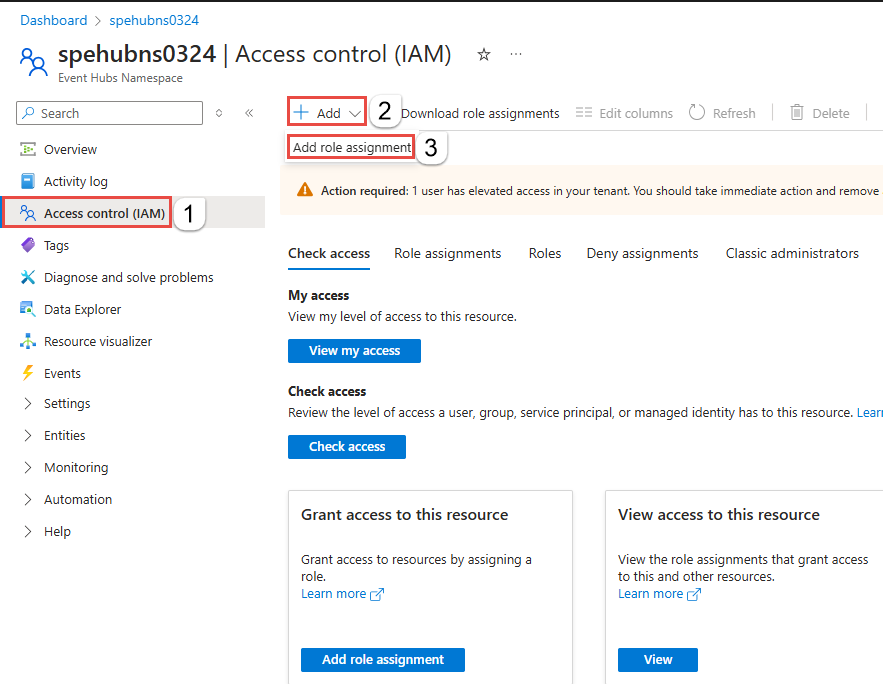 Dashboard > spehubns0324
spehubns0324 | Access control (IAM) ☆ ···
Event Hubs Namespace
Search
Overview
Activity log
Access control (IAM) 1
Tags
Diagnose and solve problems
Data Explorer
Resource visualizer
Events
Settings
Entities
Monitoring
Automation
Help
+ Add 2 Download role assignments Edit columns Refresh Delete
Add role assignment 3
Action required: 1 user has elevated access in your tenant. You should take immediate action and remove
Check access Role assignments Roles Deny assignments Classic administrators
My access
View my level of access to this resource.
View my access
Check access
Review the level of access a user, group, service principal, or managed identity has to this resource. Lear
Check access
Grant access to this resource
Grant access to resources by assigning a
role.
Learn more
Add role assignment
View access to this resource
View the role assignments that grant access
to this and other resources.
Learn more
View